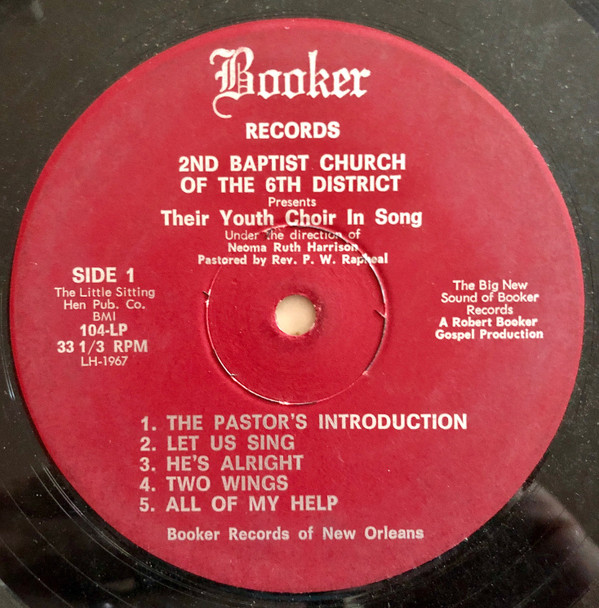 Booker
RECORDS
2ND BAPTIST CHURCH
OF THE 6TH DISTRICT
Presents
Their Youth Choir In Song
Under the direction of
Neoma Ruth Harrison
Pastored by Rev. P. W. Rapheal
SIDE 1
The Little Sitting
Hen Pub. Co.
BMI
104-LP
33 1/3 RPM
LH-1967
The Big New
Sound of Booker
Records
A Robert Booker
Gospel Production
1. THE PASTOR'S INTRODUCTION
2. LET US SING
3. HE'S ALRIGHT
4. TWO WINGS
5. ALL OF MY HELP
Booker Records of New Orleans